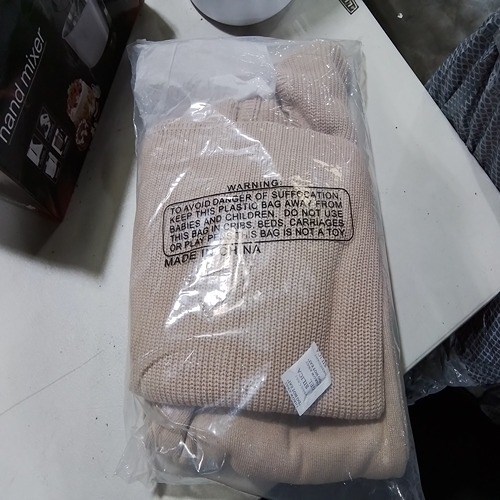 hand mixer
WARNING:
TO AVOID DANGER OF SUFFOCATION,
KEEP THIS PLASTIC BAG AWAY FROM
BABIES AND CHILDREN. DO NOT USE
THIS BAG IN CRIBS, BEDS, CARRIAGES
OR PLAY PENS THIS BAG IS NOT A TOY
MADE IN CHINA